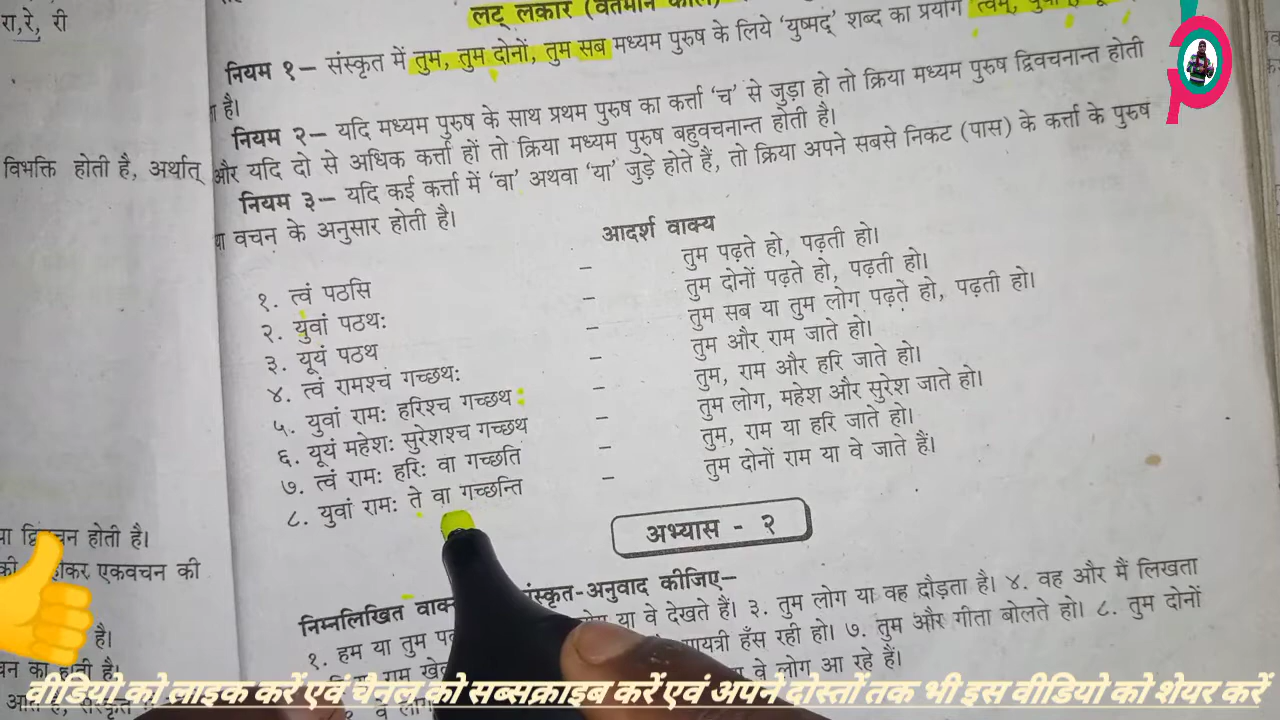 रा,रे, री
लट् लकार (वर्तमान काल)
नियम १— संस्कृत में तुम, तुम दोनों, तुम सब मध्यम पुरुष के लिये ‘युष्मद्’ शब्द का प्रयोग त्वम्,
है।
नियम २— यदि मध्यम पुरुष के साथ प्रथम पुरुष का कर्त्ता ‘च’ से जुड़ा हो तो क्रिया मध्यम पुरुष द्विवचनान्त होती
विभक्ति होती है, अर्थात्
और यदि दो से अधिक कर्त्ता हों तो क्रिया मध्यम पुरुष बहुवचनान्त होती है।
नियम ३— यदि कई कर्त्ता में ‘वा’ अथवा ‘या’ जुड़े होते हैं, तो क्रिया अपने सबसे निकट (पास) के कर्त्ता के पुरुष
वचन के अनुसार होती है।
आदर्श वाक्य
१. त्वं पठसि – तुम पढ़ते हो, पढ़ती हो।
२. युवां पठथः – तुम दोनों पढ़ते हो, पढ़ती हो।
३. यूयं पठथ – तुम सब या तुम लोग पढ़ते हो, पढ़ती हो।
४. त्वं रामश्च गच्छथः – तुम और राम जाते हो।
५. युवां रामः हरिश्च गच्छथ – तुम, राम और हरि जाते हो।
६. यूयं महेशः सुरेशश्च गच्छथ – तुम लोग, महेश और सुरेश जाते हो।
७. त्वं रामः हरिः वा गच्छति – तुम, राम या हरि जाते हो।
८. युवां रामः ते वा गच्छन्ति – तुम दोनों राम या वे जाते हैं।
अभ्यास - २
होती है।
एकवचन की
है।
होती है।
निम्नलिखित संस्कृत-अनुवाद कीजिए–
१. हम या तुम या वे देखते हैं। ३. तुम लोग या वह दौड़ता है। ४. वह और मैं लिखता
हँस रही हो। ७. तुम और गीता बोलते हो। ८. तुम दोनों
वे लोग आ रहे हैं।
वीडियो को लाइक करें एवं चैनल को सब्सक्राइब करें एवं अपने दोस्तों तक भी इस वीडियो को शेयर करें